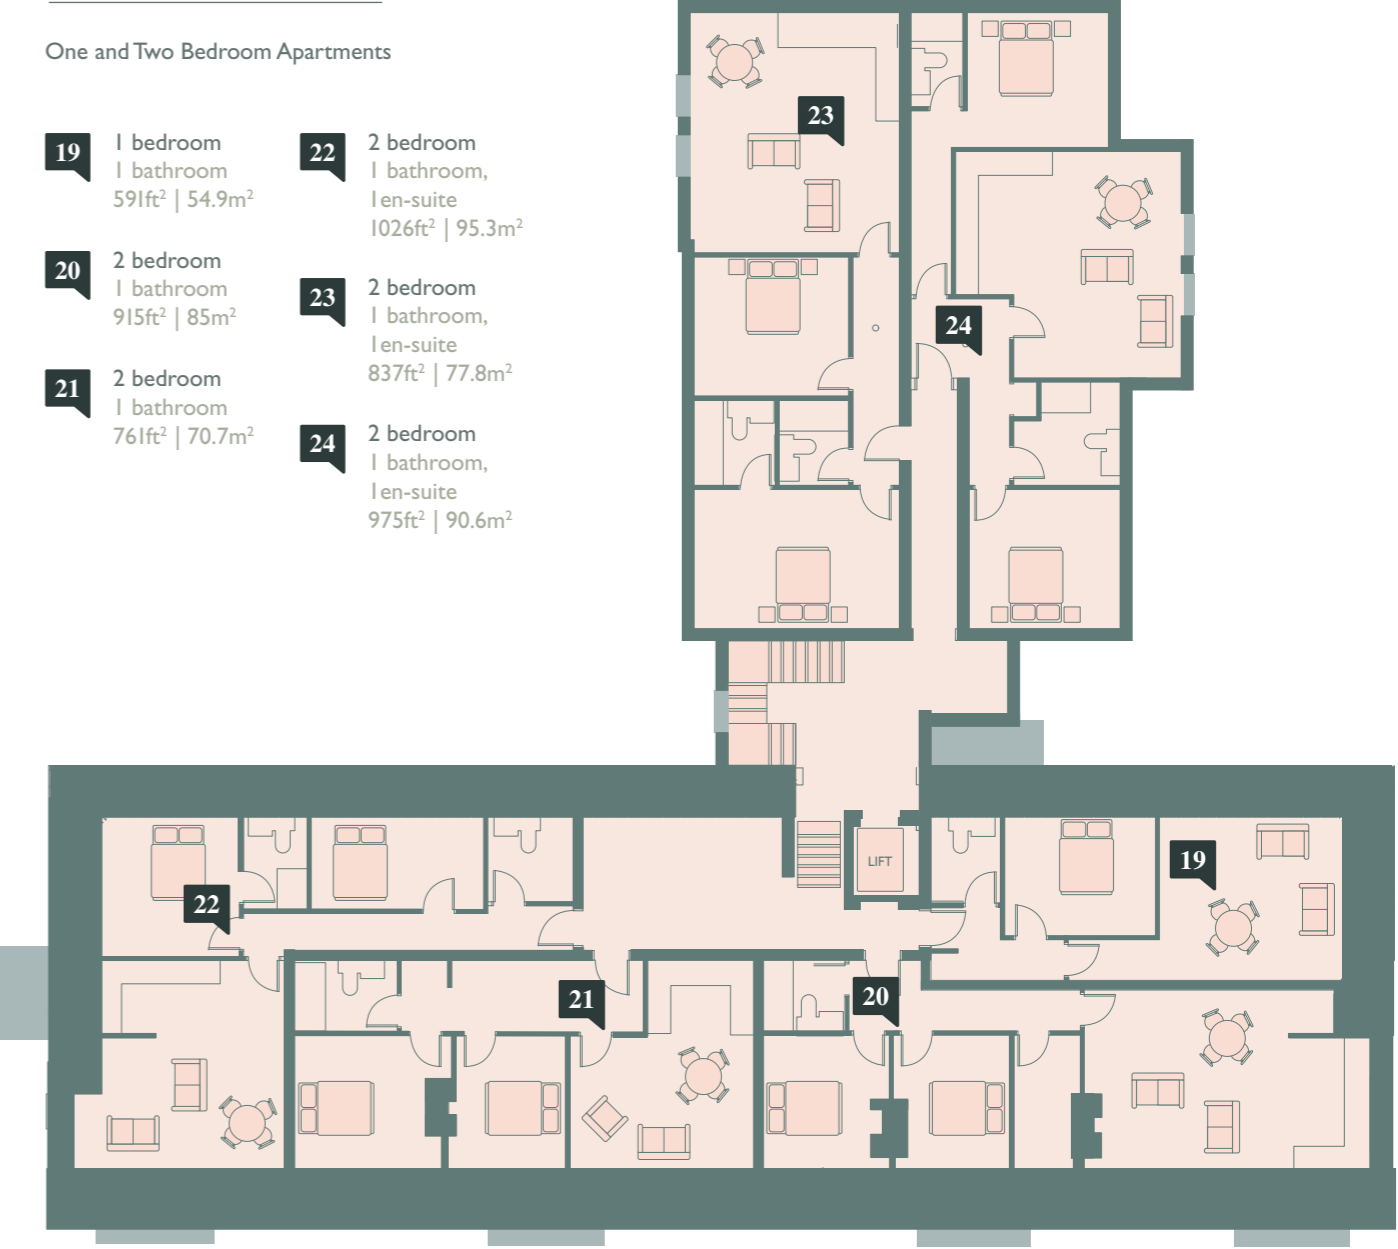 One and Two Bedroom Apartments
19
1 bedroom
1 bathroom
591ft² | 54.9m²
20
2 bedroom
1 bathroom
915ft² | 85m²
21
2 bedroom
1 bathroom
761ft² | 70.7m²
22
2 bedroom
1 bathroom,
1en-suite
1026ft² | 95.3m²
23
2 bedroom
1 bathroom,
1en-suite
837ft² | 77.8m²
24
2 bedroom
1 bathroom,
1en-suite
975ft² | 90.6m²
23
24
LIFT
19
22
21
20